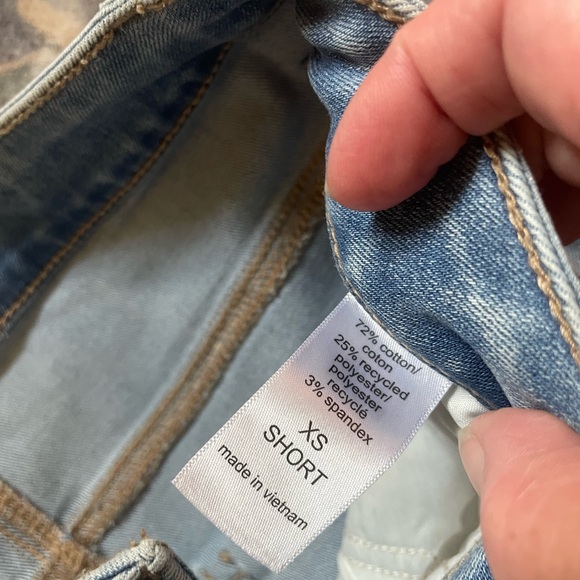 72% cotton/
coton
25% recycled
polyester/
polyester
recyclé
3% spandex
XS
SHORT
made in vietnam